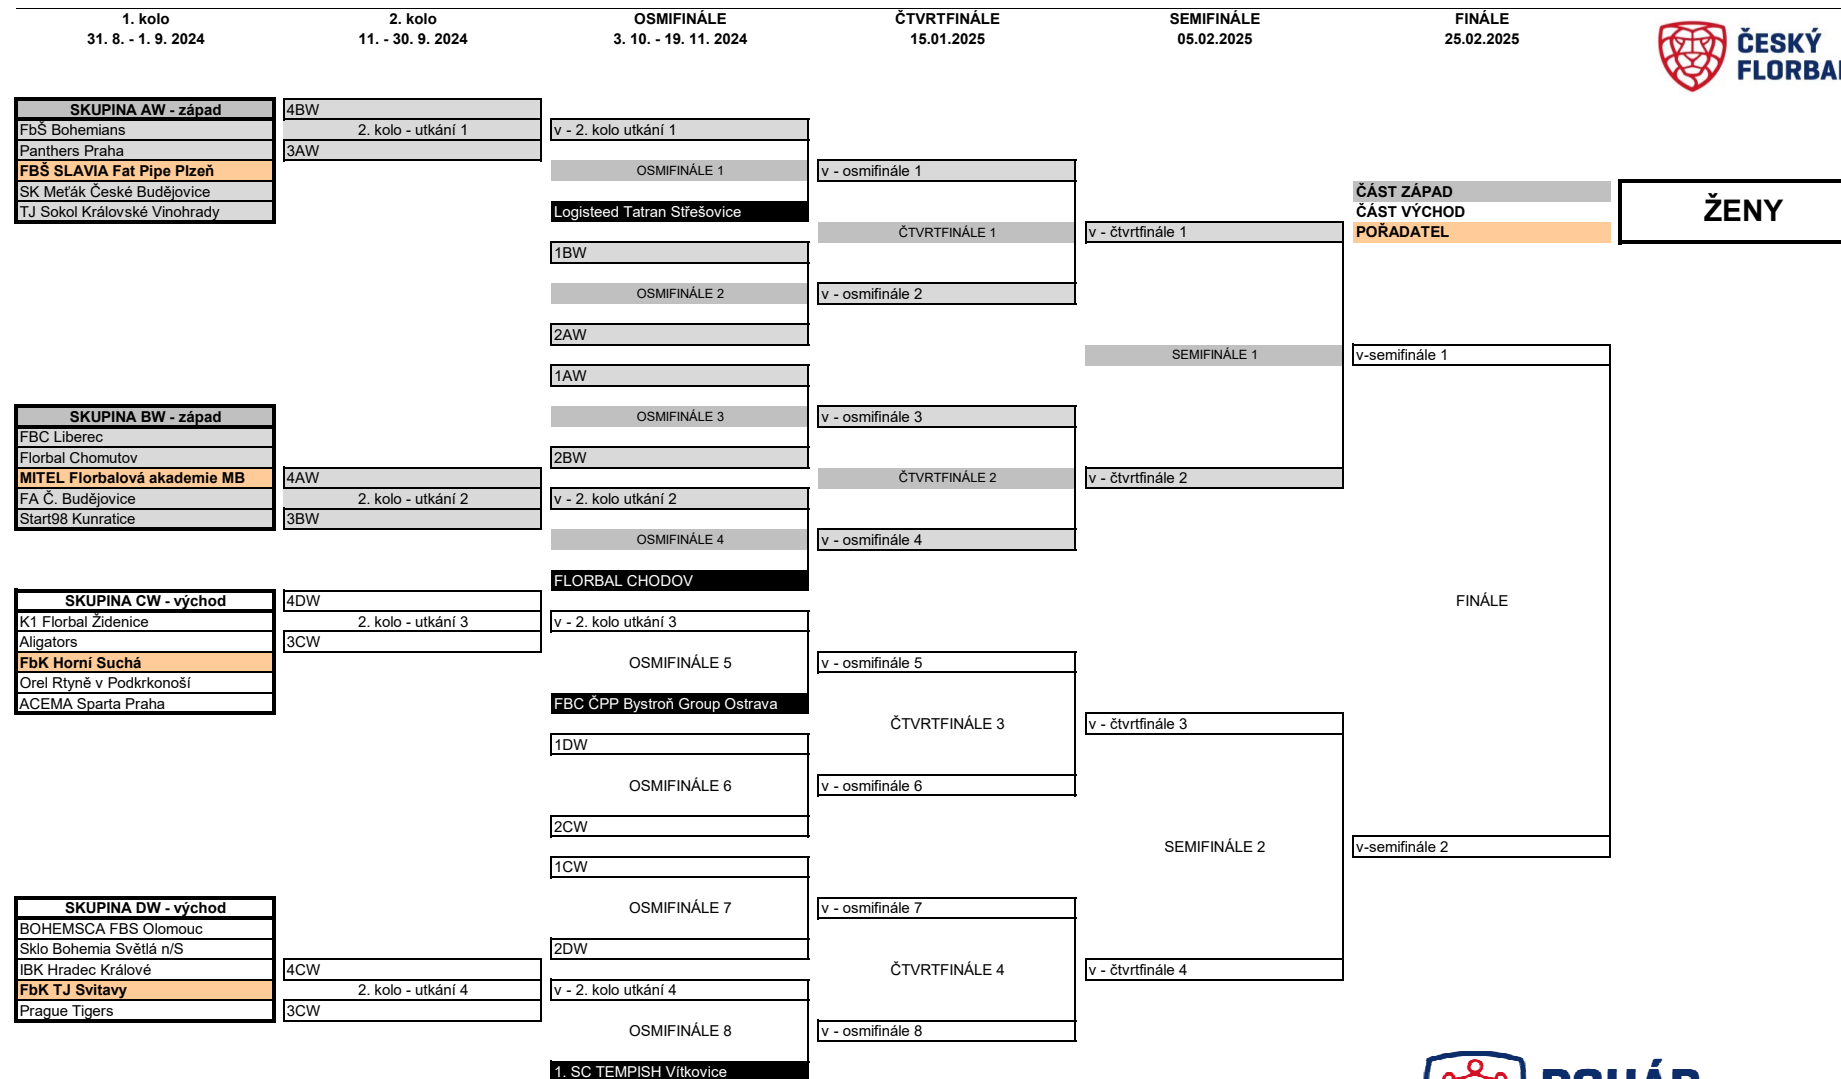 1. kolo 2. kolo OSMIFINÁLE ČTVRTFINÁLE SEMIFINÁLE FINÁLE
31. 8. - 1. 9. 2024 11. - 30. 9. 2024 3. 10. - 19. 11. 2024 15.01.2025 05.02.2025 25.02.2025
ČESKÝ
FLORBAL
SKUPINA AW - západ 4BW
FbŠ Bohemians 2. kolo - utkání 1 v - 2. kolo utkání 1
Panthers Praha 3AW
FBŠ SLAVIA Fat Pipe Plzeň OSMIFINÁLE 1 v - osmifinále 1
SK Meťák České Budějovice ČÁST ZÁPAD
TJ Sokol Královské Vinohrady Logisteed Tatran Střešovice ČÁST VÝCHOD ŽENY
ČTVRTFINÁLE 1 v - čtvrtfinále 1 POŘADATEL
1BW
OSMIFINÁLE 2 v - osmifinále 2
2AW
SEMIFINÁLE 1 v-semifinále 1
1AW
SKUPINA BW - západ OSMIFINÁLE 3 v - osmifinále 3
FBC Liberec
Florbal Chomutov 2BW
MITEL Florbalová akademie MB 4AW ČTVRTFINÁLE 2 v - čtvrtfinále 2
FA Č. Budějovice 2. kolo - utkání 2 v - 2. kolo utkání 2
Start98 Kunratice 3BW
OSMIFINÁLE 4 v - osmifinále 4
FLORBAL CHODOV
SKUPINA CW - východ 4DW FINÁLE
K1 Florbal Židenice 2. kolo - utkání 3 v - 2. kolo utkání 3
Aligators 3CW
FbK Horní Suchá OSMIFINÁLE 5 v - osmifinále 5
Orel Rtyně v Podkrkonoší
ACEMA Sparta Praha FBC ČPP Bystroň Group Ostrava
ČTVRTFINÁLE 3 v - čtvrtfinále 3
1DW
OSMIFINÁLE 6 v - osmifinále 6
2CW
SEMIFINÁLE 2 v-semifinále 2
1CW
SKUPINA DW - východ OSMIFINÁLE 7 v - osmifinále 7
BOHEMSCA FBS Olomouc
Sklo Bohemia Světlá n/S 2DW
IBK Hradec Králové 4CW ČTVRTFINÁLE 4 v - čtvrtfinále 4
FbK TJ Svitavy 2. kolo - utkání 4 v - 2. kolo utkání 4
Prague Tigers 3CW
OSMIFINÁLE 8 v - osmifinále 8
1. SC TEMPISH Vítkovice
POHÁR